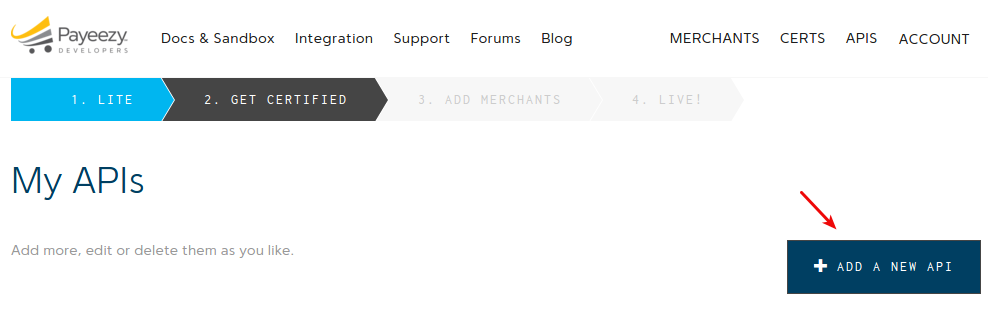 Payeezy
DEVELOPERS
Docs & Sandbox Integration Support Forums Blog MERCHANTS CERTS APIS ACCOUNT
1. LITE 2. GET CERTIFIED 3. ADD MERCHANTS 4. LIVE!
My APIs
Add more, edit or delete them as you like.
+ ADD A NEW API